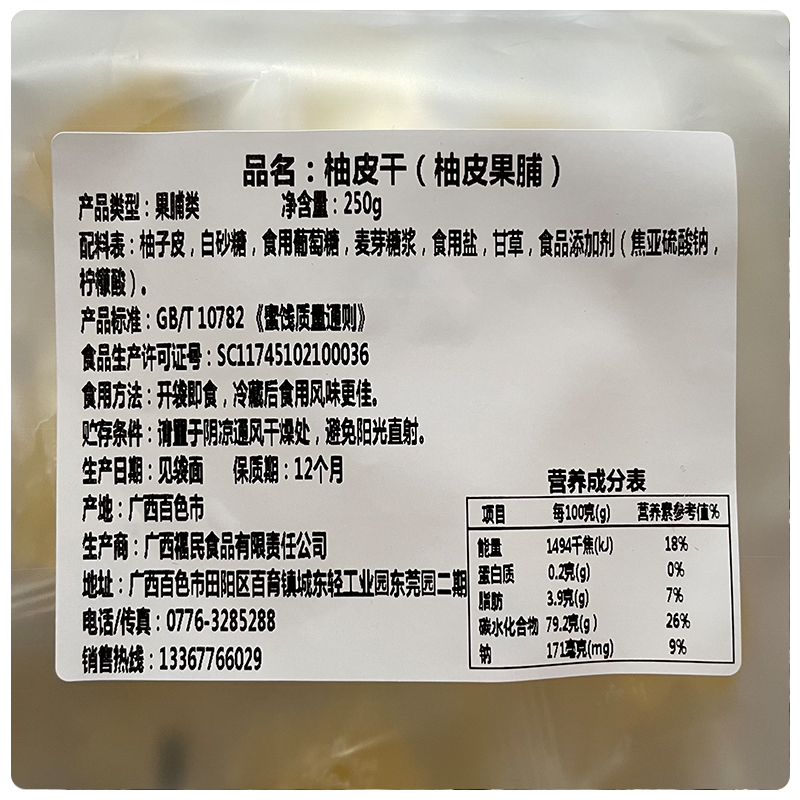 品名：柚皮干（柚皮果脯）
产品类型：果脯类 净含量：250g
配料表：柚子皮，白砂糖，食用葡萄糖，麦芽糖浆，食用盐，甘草，食品添加剂（焦亚硫酸钠，
柠檬酸）。
产品标准：GB/T 10782《蜜饯质量通则》
食品生产许可证号：SC11745102100036
食用方法：开袋即食，冷藏后食用风味更佳。
贮存条件：请置于阴凉通风干燥处，避免阳光直射。
生产日期：见袋面 保质期：12个月
产地：广西百色市
生产商：广西福民食品有限责任公司
地址：广西百色市田阳区百育镇城东轻工业园东莞园二期
电话/传真：0776-3285288
销售热线：13367766029
营养成分表
项目 每100克(g) 营养素参考值%
能量 1494千焦(kJ) 18%
蛋白质 0.2克(g) 0%
脂肪 3.9克(g) 7%
碳水化合物 79.2克(g) 26%
钠 171毫克(mg) 9%